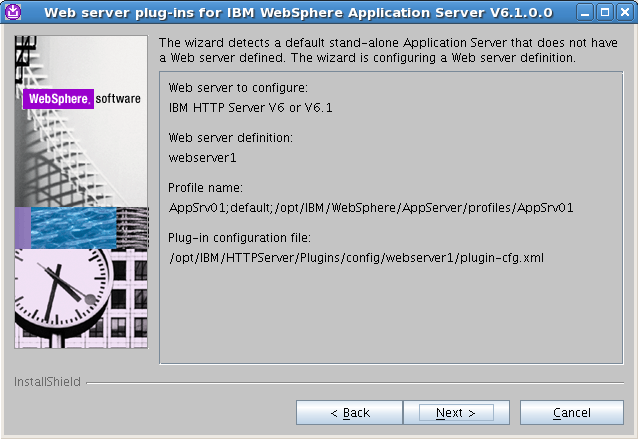 Web server plug-ins for IBM WebSphere Application Server V6.1.0.0
WebSphere. software
The wizard detects a default stand-alone Application Server that does not have
a Web server defined. The wizard is configuring a Web server definition.
Web server to configure:
IBM HTTP Server V6 or V6.1
Web server definition:
webserver1
Profile name:
AppSrv01;default;/opt/IBM/WebSphere/AppServer/profiles/AppSrv01
Plug-in configuration file:
/opt/IBM/HTTPServer/Plugins/config/webserver1/plugin-cfg.xml
InstallShield
< Back
Next >
Cancel